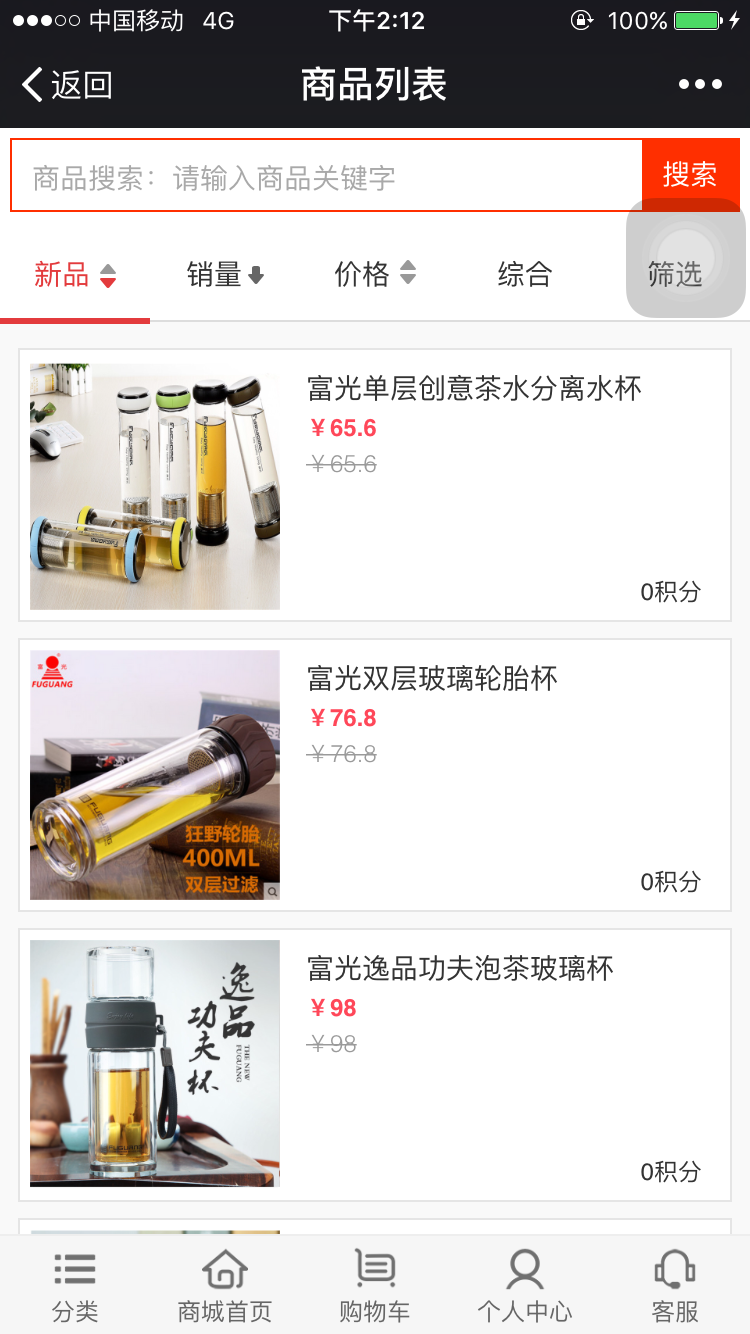 中国移动 4G 下午2:12 100%
返回 商品列表
商品搜索：请输入商品关键字 搜索
新品 销量 价格 综合 筛选
富光单层创意茶水分离水杯
￥65.6
￥65.6
0积分
富光
FUGUANG
狂野轮胎
400ML
双层过滤
富光双层玻璃轮胎杯
￥76.8
￥76.8
0积分
逸品
功夫杯
THE NEW
FUGUANG
富光逸品功夫泡茶玻璃杯
￥98
￥98
0积分
分类 商城首页 购物车 个人中心 客服